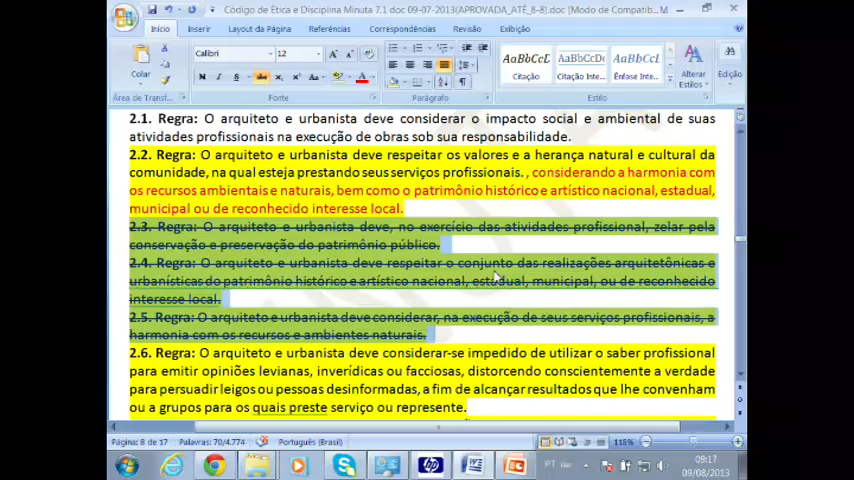 Código de Ética e Disciplina Minuta 7.1 doc 09-07-2013(APROVADA_ATÉ_8-8).doc [Modo de Compatib...
Início Inserir Layout da Página Referências Correspondências Revisão Exibição
Calibri 12
Colar
AaBbCcL AaBbCcDc AaBbCcL
Citação Citação Inte... Ênfase Inte...
Alterar Estilos
Edição
Área de Transf... Fonte Parágrafo Estilo
2.1. Regra: O arquiteto e urbanista deve considerar o impacto social e ambiental de suas
atividades profissionais na execução de obras sob sua responsabilidade.
2.2. Regra: O arquiteto e urbanista deve respeitar os valores e a herança natural e cultural da
comunidade, na qual esteja prestando seus serviços profissionais. , considerando a harmonia com
os recursos ambientais e naturais, bem como o patrimônio histórico e artístico nacional, estadual,
municipal ou de reconhecido interesse local.
2.3. Regra: O arquiteto e urbanista deve, no exercício das atividades profissional, zelar pela
conservação e preservação do patrimônio público.
2.4. Regra: O arquiteto e urbanista deve respeitar o conjunto das realizações arquitetônicas e
urbanísticas do patrimônio histórico e artístico nacional, estadual, municipal, ou de reconhecido
interesse local.
2.5. Regra: O arquiteto e urbanista deve considerar, na execução de seus serviços profissionais, a
harmonia com os recursos e ambientes naturais.
2.6. Regra: O arquiteto e urbanista deve considerar-se impedido de utilizar o saber profissional
para emitir opiniões levianas, inverídicas ou facciosas, distorcendo conscientemente a verdade
para persuadir leigos ou pessoas desinformadas, a fim de alcançar resultados que lhe convenham
ou a grupos para os quais preste serviço ou represente.
Página: 8 de 17 Palavras: 70/4.774 Português (Brasil) 118%
PT 09:17
09/08/2013